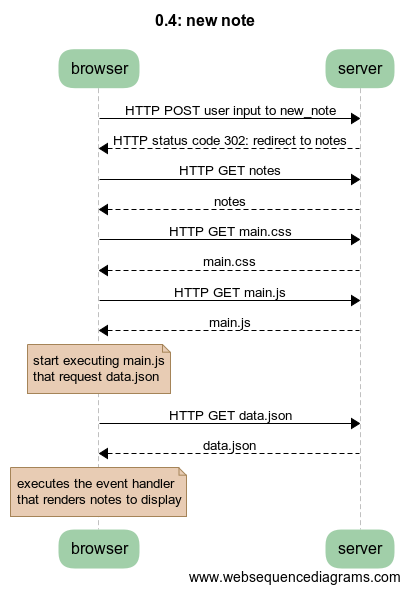 0.4: new note
browser
server
HTTP POST user input to new_note
HTTP status code 302: redirect to notes
HTTP GET notes
notes
HTTP GET main.css
main.css
HTTP GET main.js
main.js
start executing main.js
that request data.json
HTTP GET data.json
data.json
executes the event handler
that renders notes to display
browser
server
www.websequencediagrams.com